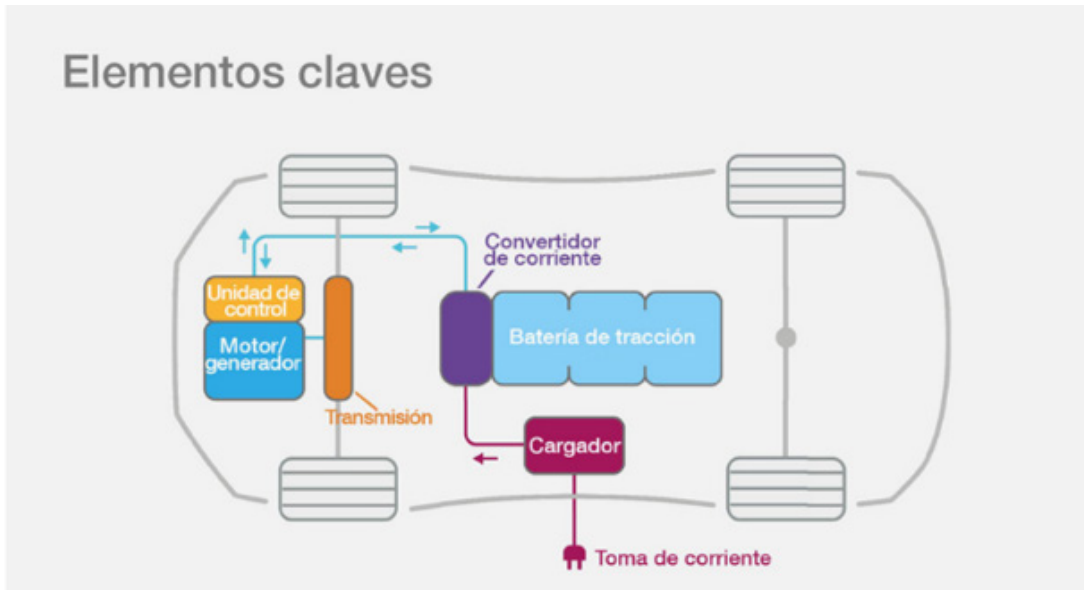 Elementos claves
Convertidor
de corriente
Unidad de
control
Motor/
generador
Batería de tracción
Transmisión
Cargador
Toma de corriente